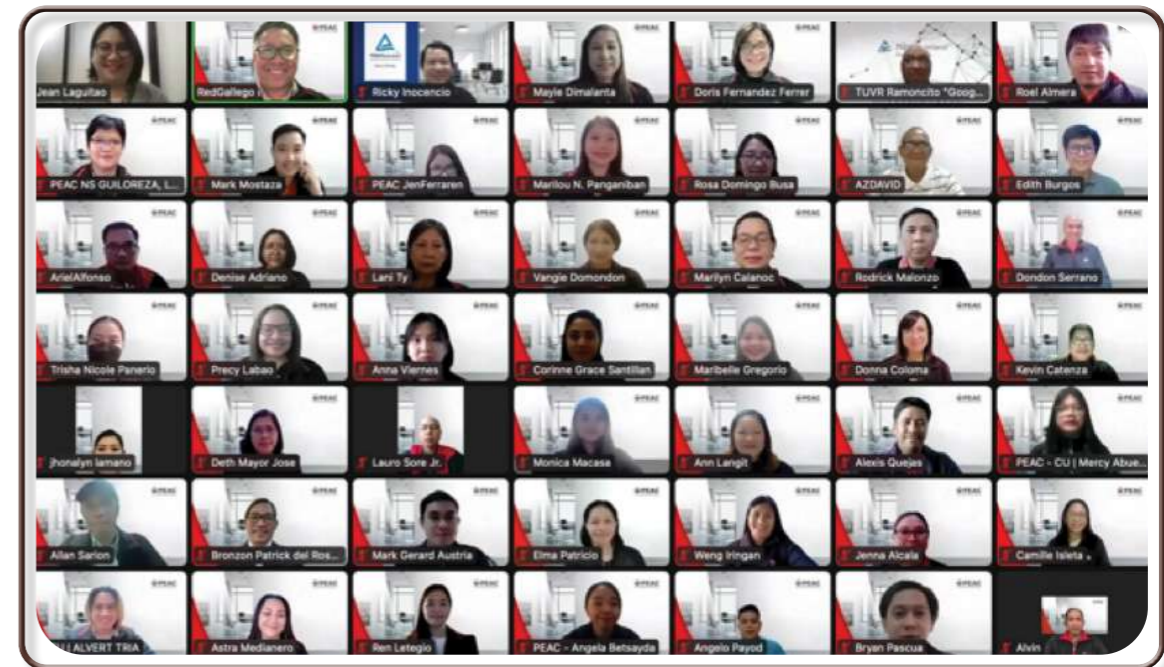 Jean Laguitao
RedGallego
Ricky Inocencio
Mayie Dimalanta
Doris Fernandez Ferrer
TUVR Ramoncito "Goog...
Roel Almera
PEAC NS GUILOREZA, L...
Mark Mostaza
PEAC JenFerraren
Marilou N. Panganiban
Rosa Domingo Busa
AZDAVID
Edith Burgos
ArielAlfonso
Denise Adriano
Lani Ty
Vangie Domondon
Marilyn Calanoc
Rodrick Malonzo
Dondon Serrano
Trisha Nicole Panerio
Precy Labao
Anna Viernes
Corinne Grace Santillan
Maribelle Gregorio
Donna Coloma
Kevin Catenza
jhonalyn lamano
Deth Mayor Jose
Lauro Sore Jr.
Monica Macasa
Ann Langit
Alexis Quejas
PEAC - CU | Mercy Abue...
Allan Sarion
Bronzon Patrick del Ros...
Mark Gerard Austria
Elma Patricio
Weng Iringan
Jenna Alcala
Camille Isleta
ALVERT TRIA
Astra Medianero
Ren Letegio
PEAC - Angela Betsayda
Angelo Payod
Bryan Pascua
Alvin